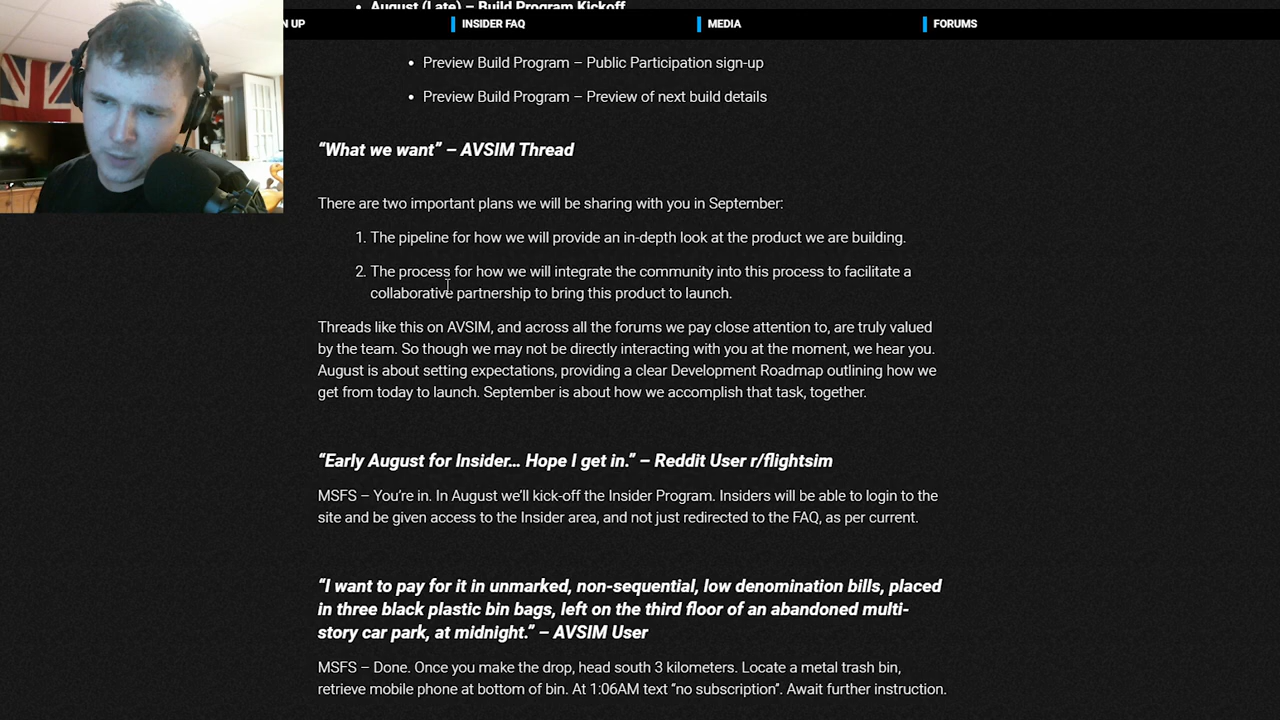 August (Late) – Build Program Kickoff
N UP
INSIDER FAQ
MEDIA
FORUMS
• Preview Build Program – Public Participation sign-up
• Preview Build Program – Preview of next build details
“What we want” – AVSIM Thread
There are two important plans we will be sharing with you in September:
1. The pipeline for how we will provide an in-depth look at the product we are building.
2. The process for how we will integrate the community into this process to facilitate a
collaborative partnership to bring this product to launch.
Threads like this on AVSIM, and across all the forums we pay close attention to, are truly valued
by the team. So though we may not be directly interacting with you at the moment, we hear you.
August is about setting expectations, providing a clear Development Roadmap outlining how we
get from today to launch. September is about how we accomplish that task, together.
“Early August for Insider… Hope I get in.” – Reddit User r/flightsim
MSFS – You’re in. In August we’ll kick-off the Insider Program. Insiders will be able to login to the
site and be given access to the Insider area, and not just redirected to the FAQ, as per current.
“I want to pay for it in unmarked, non-sequential, low denomination bills, placed
in three black plastic bin bags, left on the third floor of an abandoned multi-
story car park, at midnight.” – AVSIM User
MSFS – Done. Once you make the drop, head south 3 kilometers. Locate a metal trash bin,
retrieve mobile phone at bottom of bin. At 1:06AM text “no subscription”. Await further instruction.